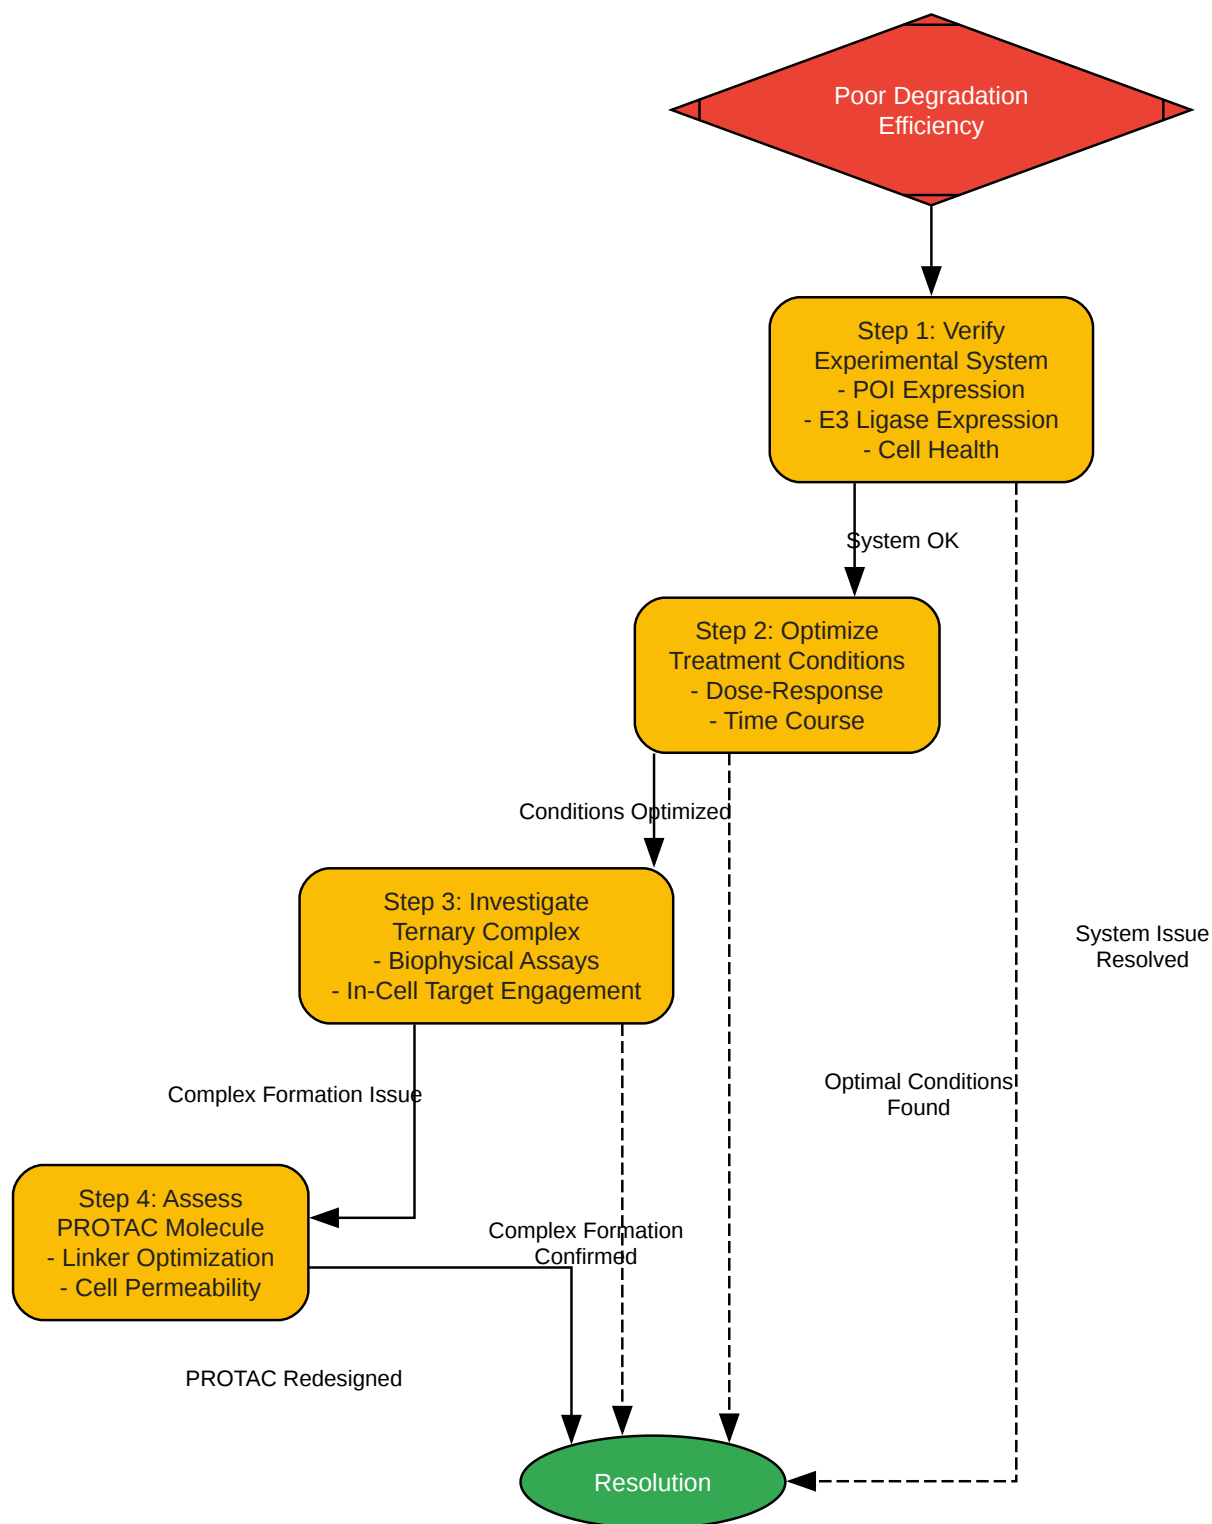 Poor Degradation
Efficiency
Step 1: Verify
Experimental System
- POI Expression
- E3 Ligase Expression
- Cell Health
System OK
Step 2: Optimize
Treatment Conditions
- Dose-Response
- Time Course
Conditions Optimized
Step 3: Investigate
Ternary Complex
- Biophysical Assays
- In-Cell Target Engagement
System Issue
Resolved
Optimal Conditions
Found
Complex Formation Issue
Step 4: Assess
PROTAC Molecule
- Linker Optimization
- Cell Permeability
Complex Formation
Confirmed
PROTAC Redesigned
Resolution